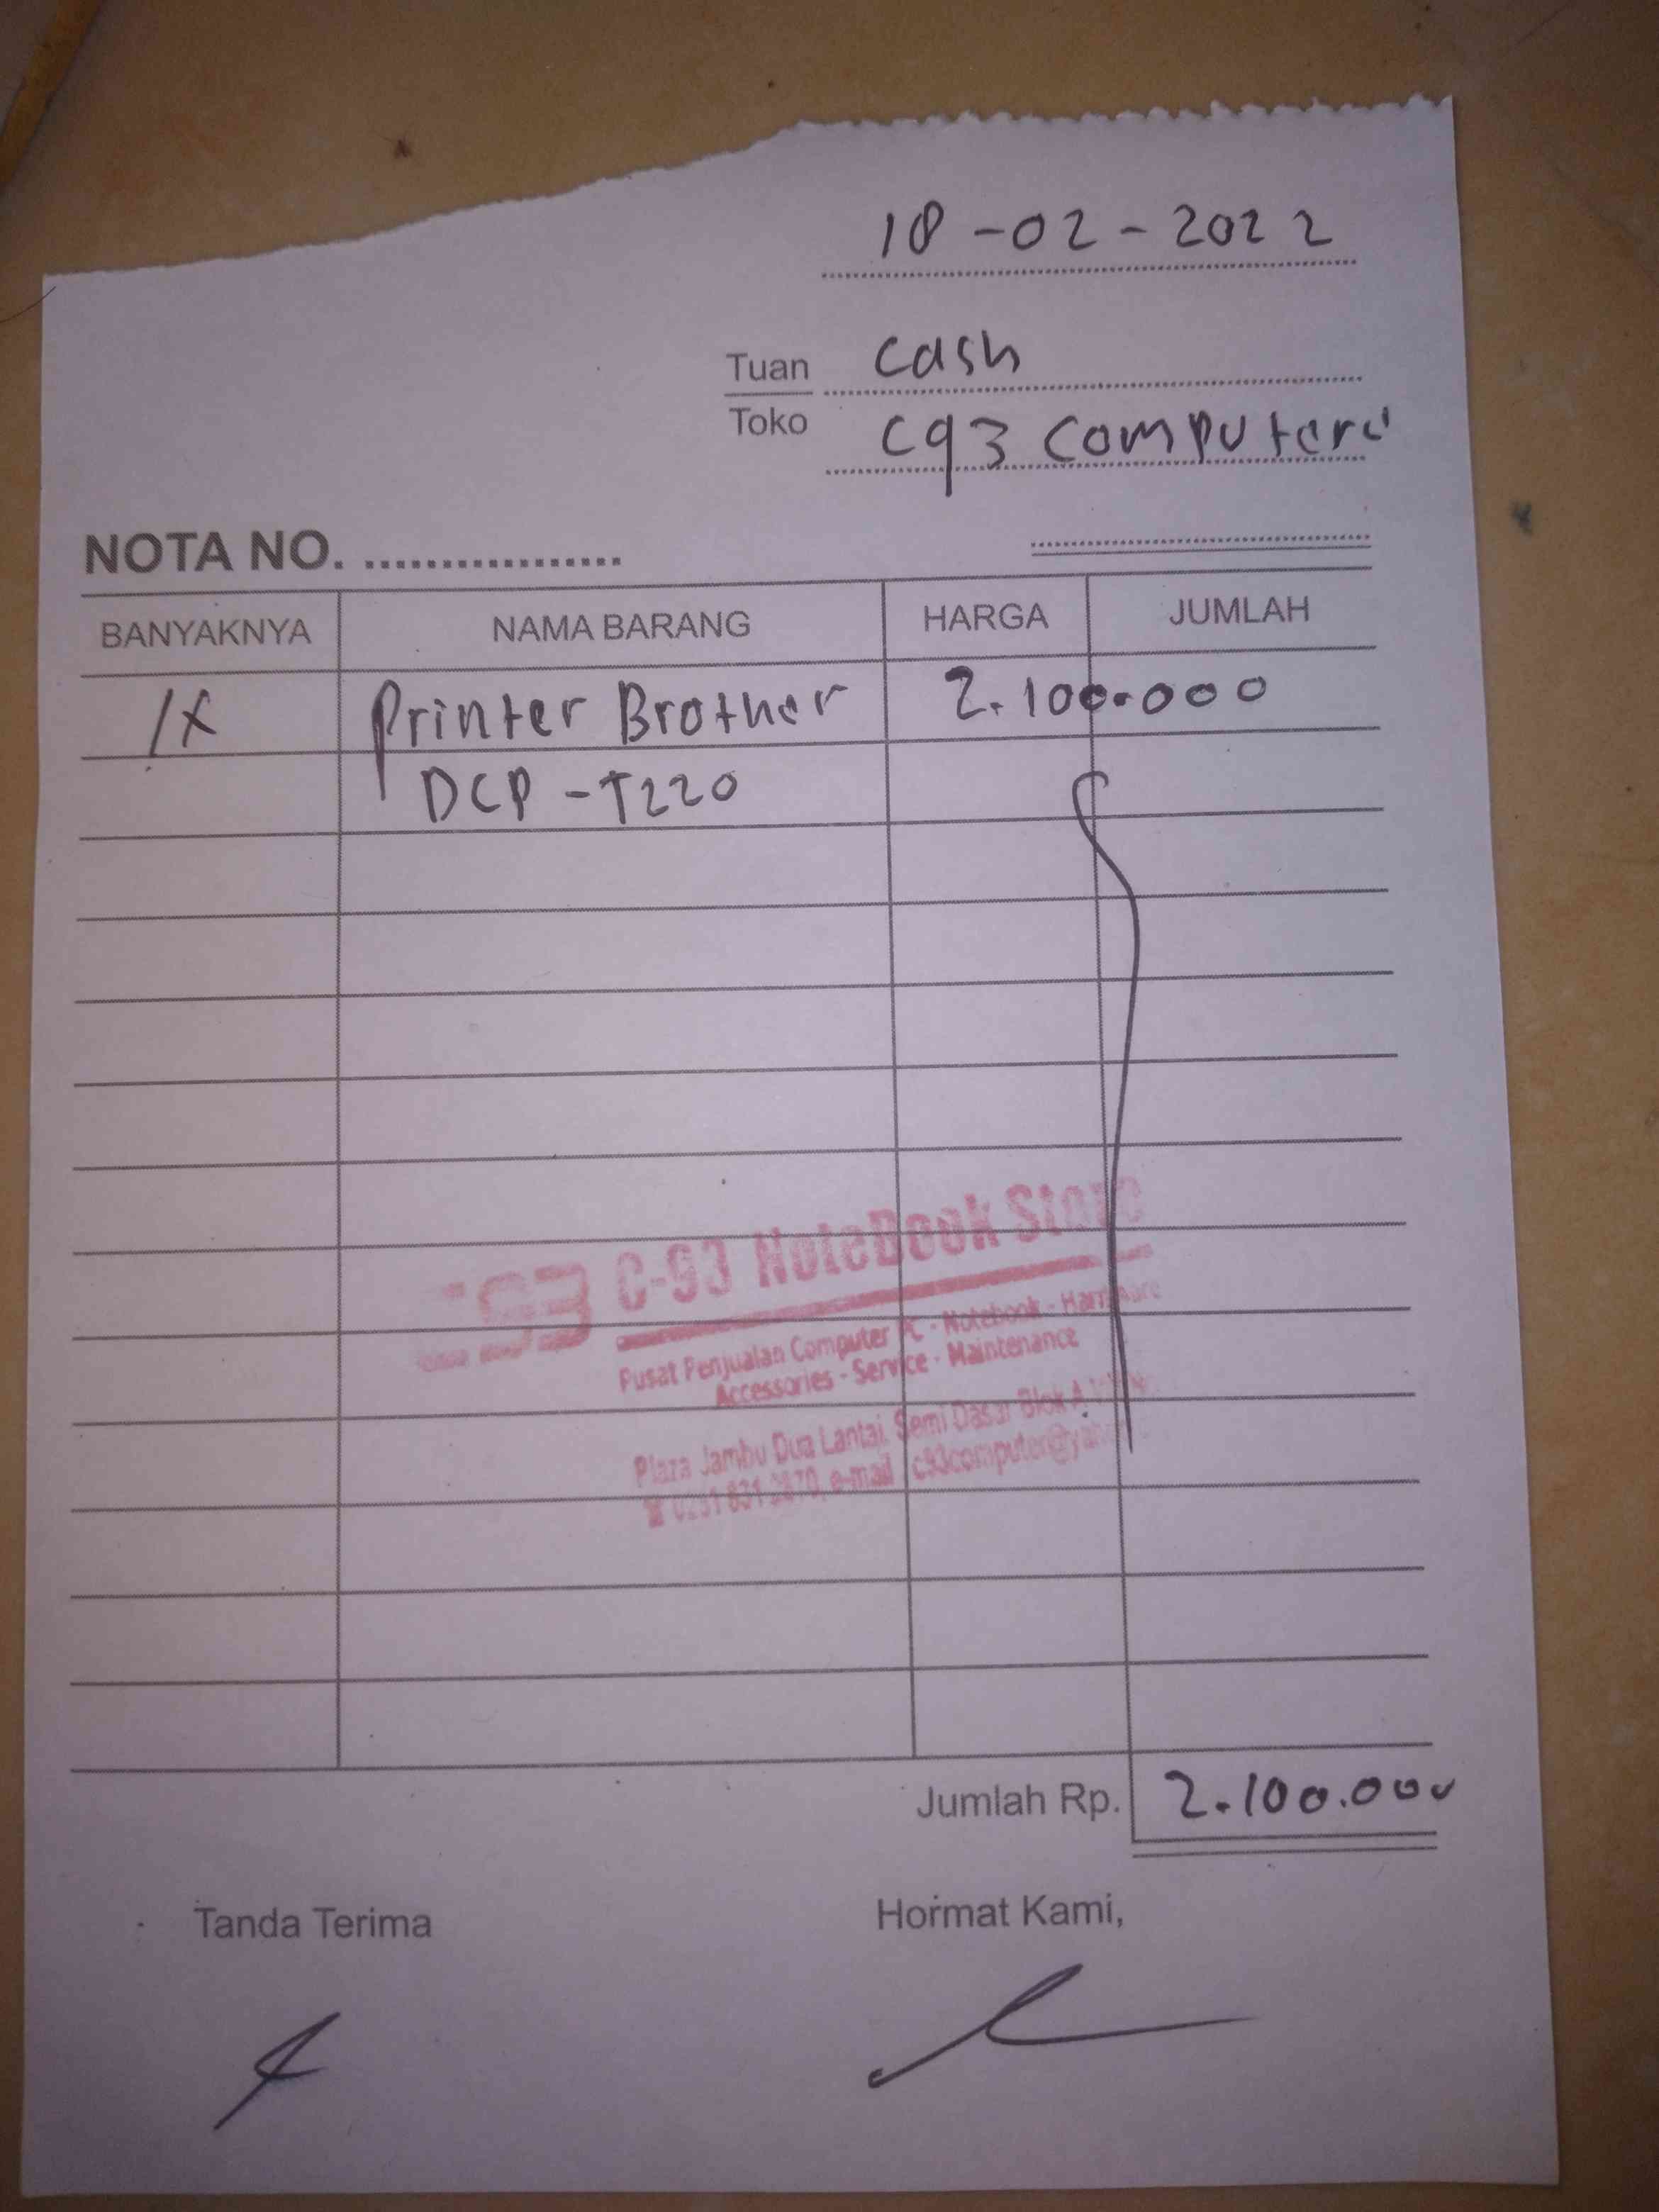 18-02-2022
Tuan Cash
Toko C93 Computer
NOTA NO. .................
BANYAKNYA NAMA BARANG HARGA JUMLAH
1X Printer Brother 2.100.000
DCP-T220
C-93 NoteBook Store
Pusat Penjualan Computer PC - Notebook - Hardware
Accessories - Service - Maintenance
Plaza Jambu Dua Lantai, Semi Dasar Blok A
e-mail c93computer@
Jumlah Rp. 2.100.000
Tanda Terima Hormat Kami,